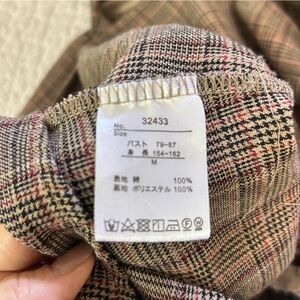 No. 32433
Size
バスト 79-87
身 長 154-162
M
表地 綿 100%
裏地 ポリエステル 100%